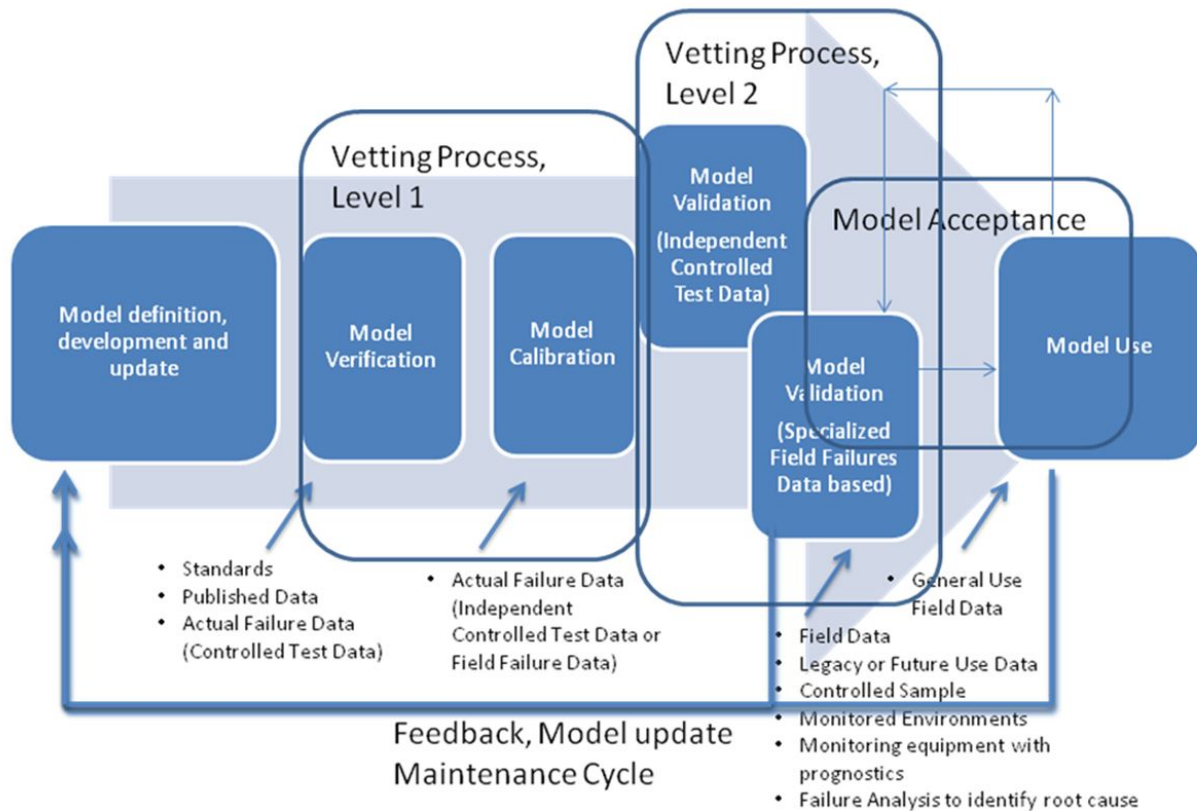 Vetting Process,
Level 2
Vetting Process,
Level 1
Model Acceptance
Model definition,
development and
update
Model
Verification
Model
Calibration
Model
Validation
(Independent
Controlled
Test Data)
Model
Validation
(Specialized
Field Failures
Data based)
Model Use
• Standards
• Published Data
• Actual Failure Data
(Controlled Test Data)
• Actual Failure Data
(Independent
Controlled Test Data or
Field Failure Data)
• General Use
Field Data
• Field Data
• Legacy or Future Use Data
• Controlled Sample
• Monitored Environments
• Monitoring equipment with
prognostics
• Failure Analysis to identify root cause
Feedback, Model update
Maintenance Cycle